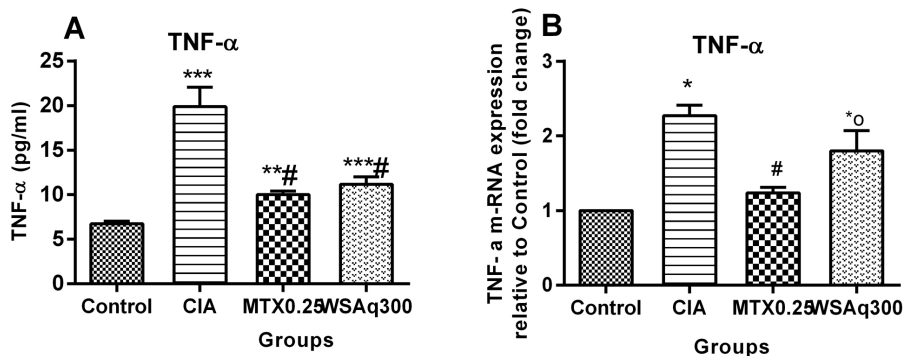 A
TNF-α
TNF-α (pg/ml)
25
20
15
10
5
0
***
**#
***#
Control
CIA
MTX0.25
WSAq300
Groups
B
TNF-α
TNF- a m-RNA expression
relative to Control (fold change)
3
2
1
0
*
#
*o
Control
CIA
MTX0.25
WSAq300
Groups